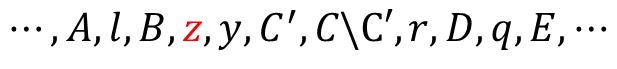 ⋯, A, l, B, z, y, C′, C\C′, r, D, q, E, ⋯